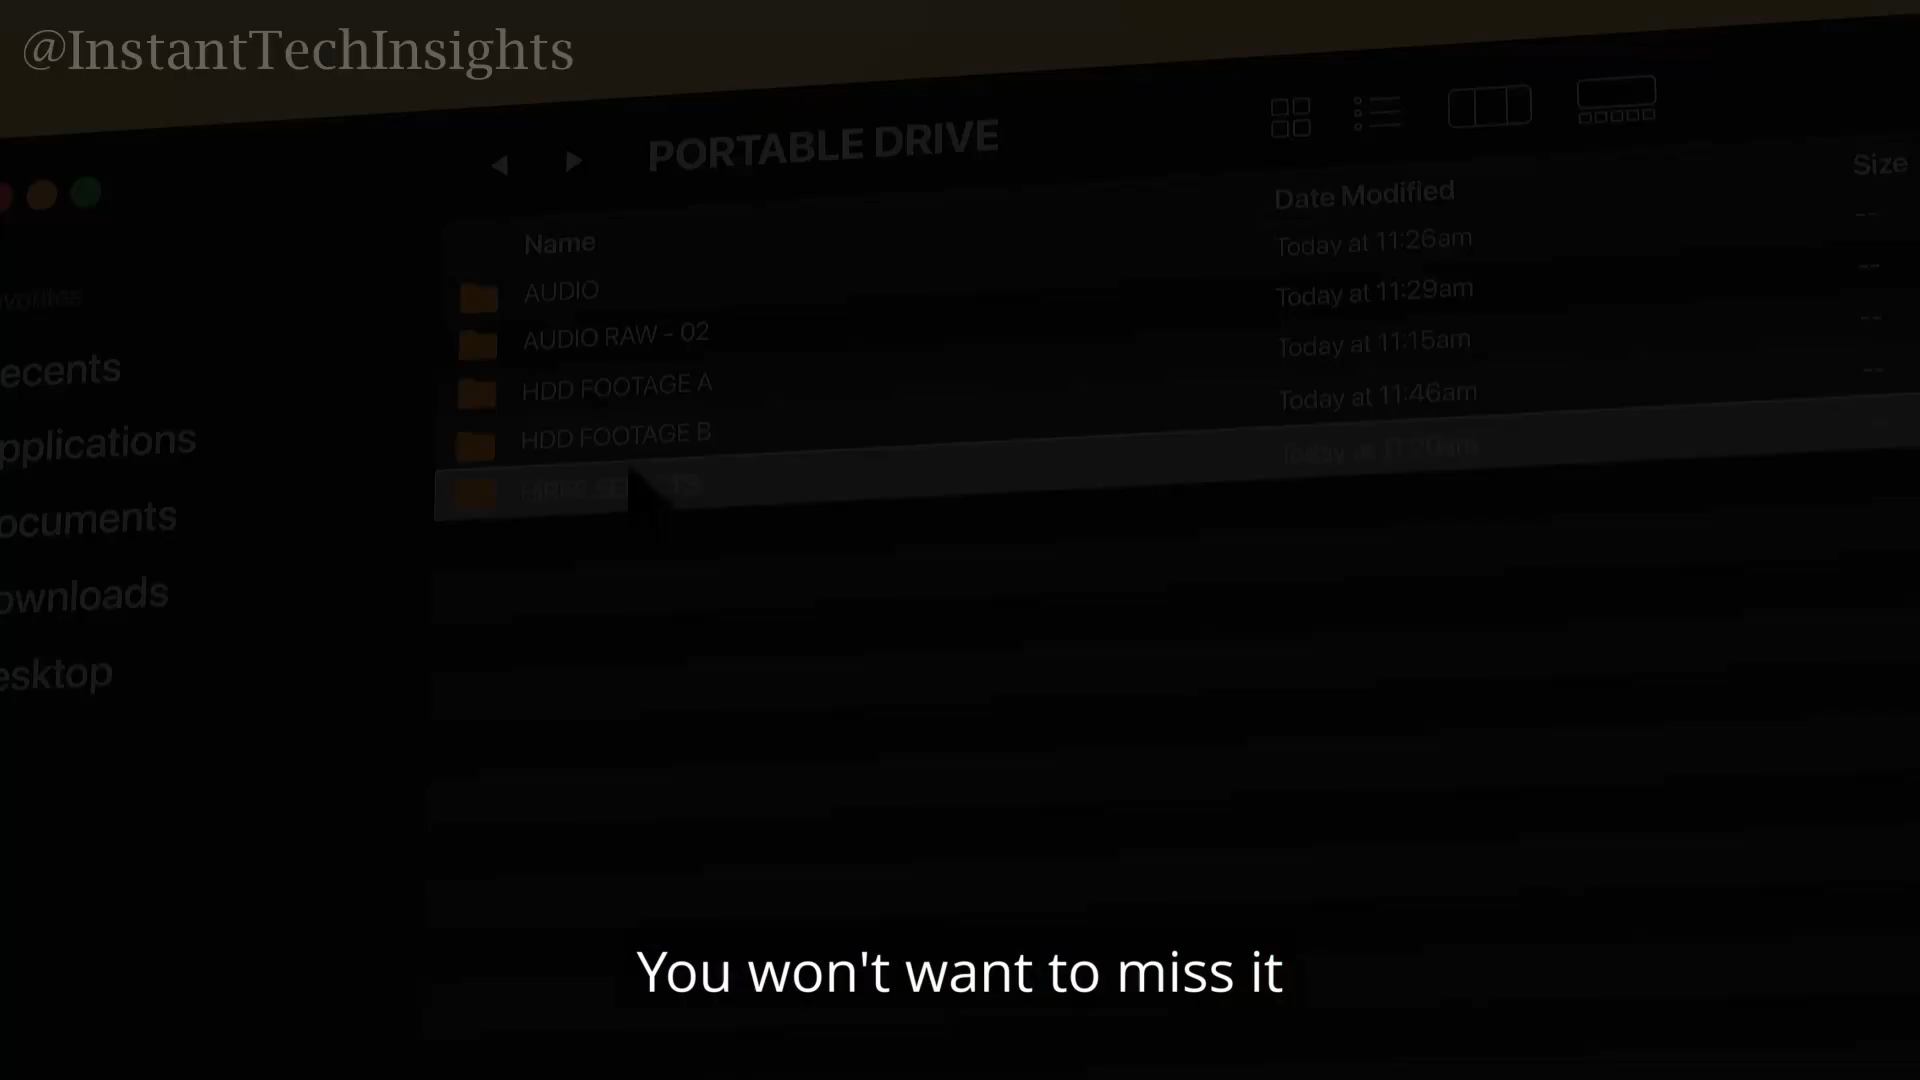 @InstantTechInsights
PORTABLE DRIVE
Name
Date Modified
Size
Today at 11:26am
--
AUDIO
Today at 11:29am
--
AUDIO RAW - 02
Today at 11:15am
--
HDD FOOTAGE A
Today at 11:46am
--
HDD FOOTAGE B
Today at
ecents
pplications
ocuments
ownloads
esktop
You won't want to miss it